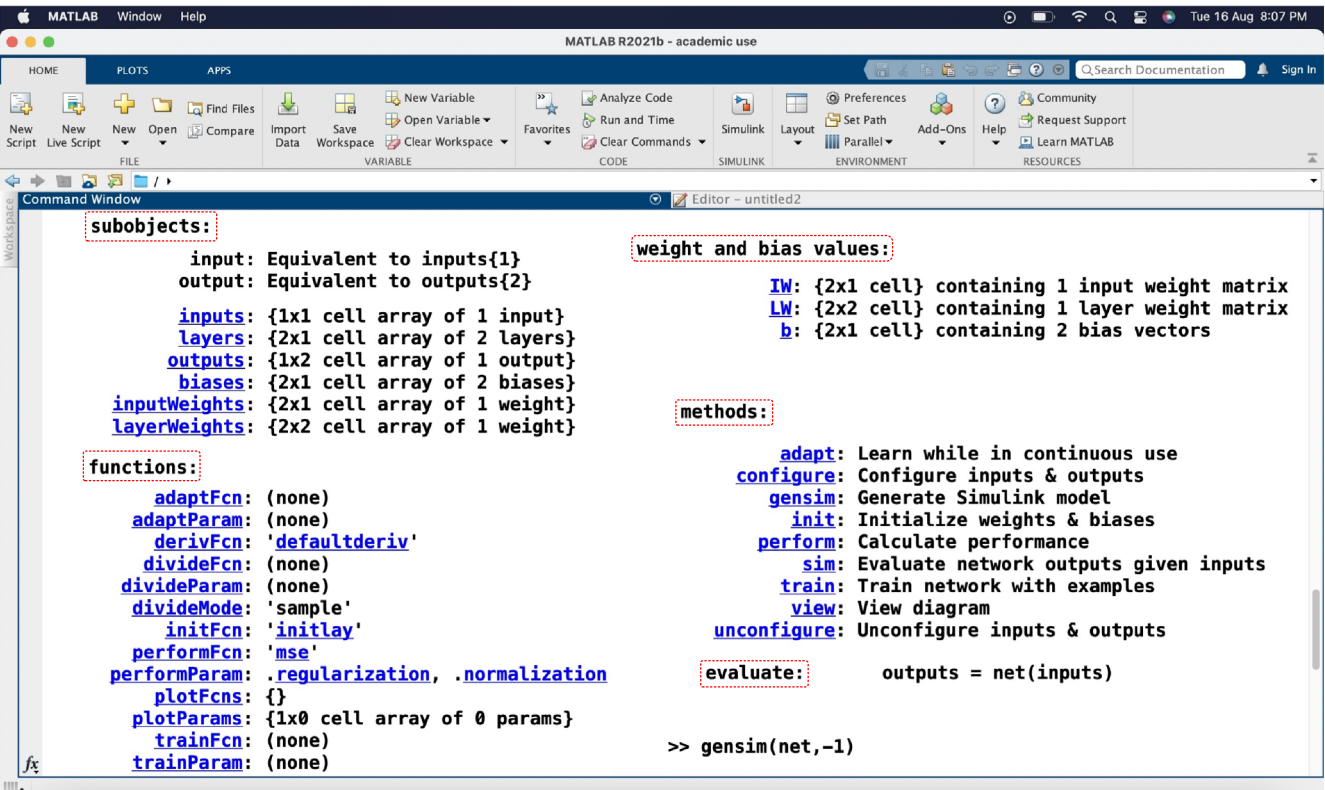 MATLAB Window Help Tue 16 Aug 8:07 PM
MATLAB R2021b - academic use
HOME PLOTS APPS Search Documentation Sign In
New Script
New Live Script
New
Open
Find Files
Compare
FILE
Import Data
Save Workspace
New Variable
Open Variable
Clear Workspace
VARIABLE
Favorites
Analyze Code
Run and Time
Clear Commands
CODE
Simulink
SIMULINK
Layout
Preferences
Set Path
Parallel
Add-Ons
ENVIRONMENT
Help
Community
Request Support
Learn MATLAB
RESOURCES
/
Workspace
Command Window
Editor - untitled2
subobjects:
input: Equivalent to inputs{1}
output: Equivalent to outputs{2}
inputs: {1x1 cell array of 1 input}
layers: {2x1 cell array of 2 layers}
outputs: {1x2 cell array of 1 output}
biases: {2x1 cell array of 2 biases}
inputWeights: {2x1 cell array of 1 weight}
layerWeights: {2x2 cell array of 1 weight}
functions:
adaptFcn: (none)
adaptParam: (none)
derivFcn: 'defaultderiv'
divideFcn: (none)
divideParam: (none)
divideMode: 'sample'
initFcn: 'initlay'
performFcn: 'mse'
performParam: .regularization, .normalization
plotFcns: {}
plotParams: {1x0 cell array of 0 params}
trainFcn: (none)
trainParam: (none)
fx
weight and bias values:
IW: {2x1 cell} containing 1 input weight matrix
LW: {2x2 cell} containing 1 layer weight matrix
b: {2x1 cell} containing 2 bias vectors
methods:
adapt: Learn while in continuous use
configure: Configure inputs & outputs
gensim: Generate Simulink model
init: Initialize weights & biases
perform: Calculate performance
sim: Evaluate network outputs given inputs
train: Train network with examples
view: View diagram
unconfigure: Unconfigure inputs & outputs
evaluate: outputs = net(inputs)
>> gensim(net,-1)